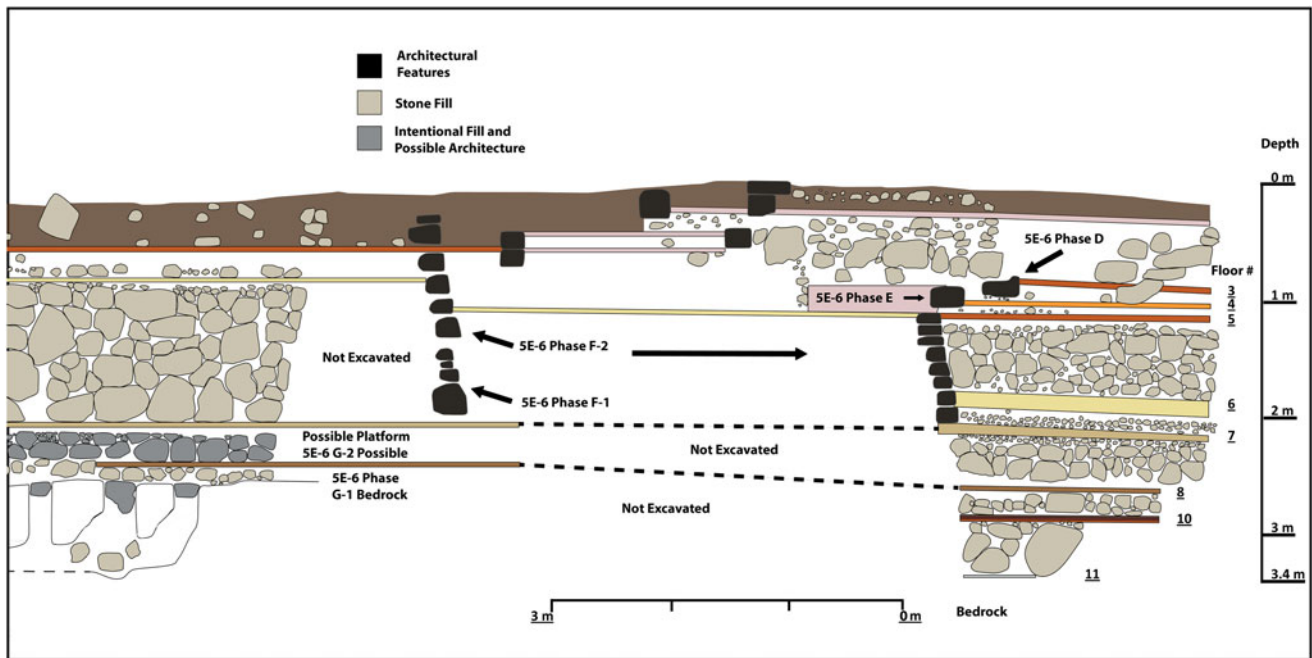 Architectural
Features
Stone Fill
Intentional Fill and
Possible Architecture
Depth
0 m
5E-6 Phase D
Floor #
3
5E-6 Phase E
1 m
4
5
5E-6 Phase F-2
Not Excavated
5E-6 Phase F-1
6
2 m
7
Possible Platform
5E-6 G-2 Possible
Not Excavated
5E-6 Phase
G-1 Bedrock
8
Not Excavated
10
3 m
11
3.4 m
3 m
0 m
Bedrock